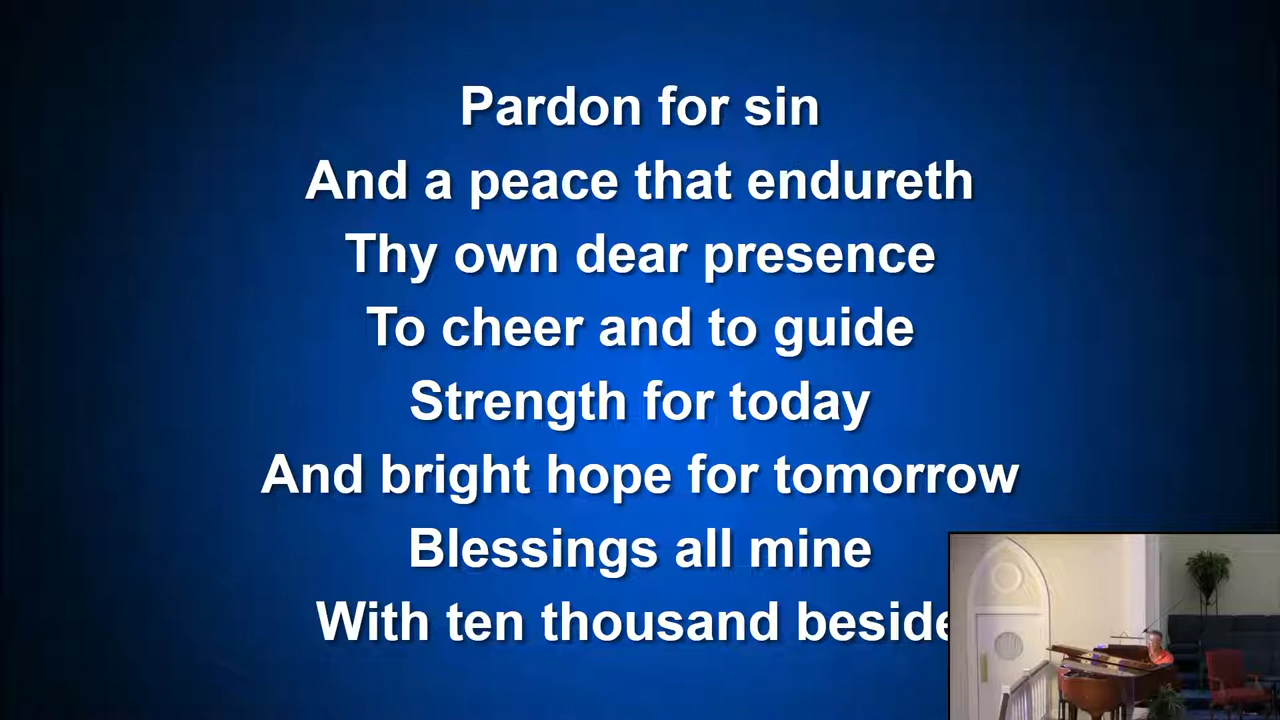 Pardon for sin
And a peace that endureth
Thy own dear presence
To cheer and to guide
Strength for today
And bright hope for tomorrow
Blessings all mine
With ten thousand beside